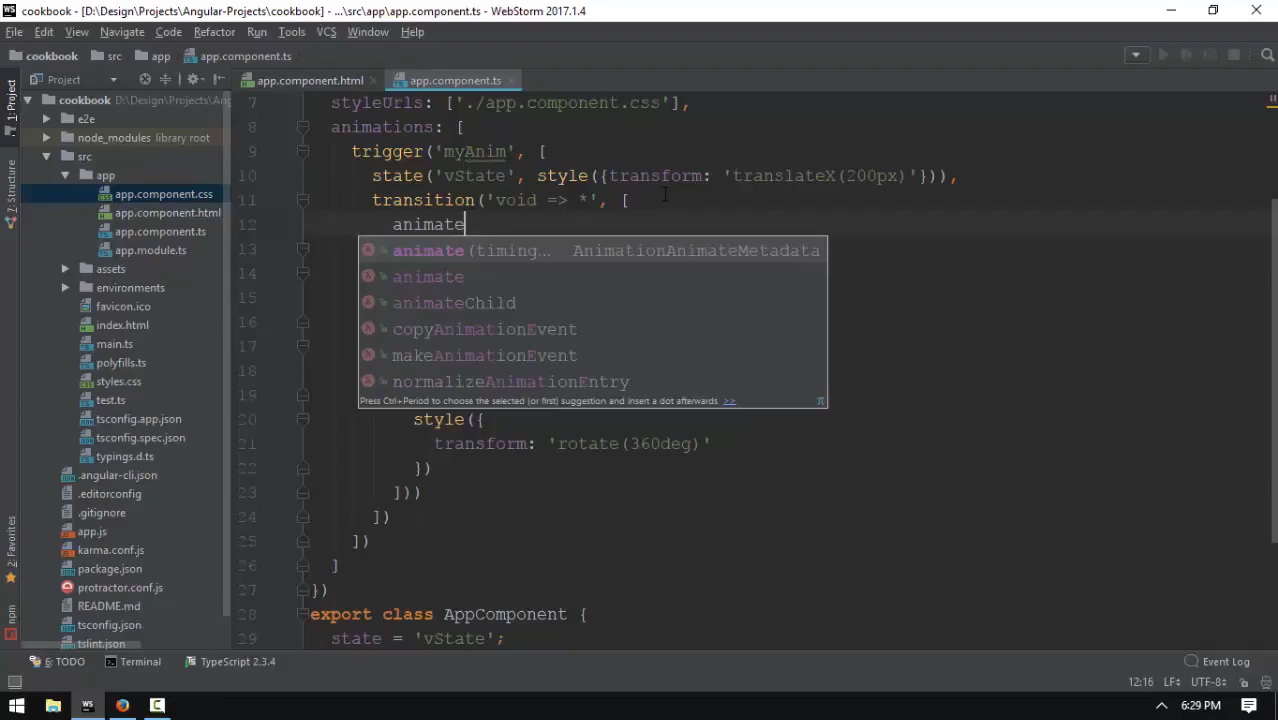 cookbook - [D:\Design\Projects\Angular-Projects\cookbook] - ...\src\app\app.component.ts - WebStorm 2017.1.4
File Edit View Navigate Code Refactor Run Tools VCS Window Help
cookbook src app app.component.ts
Project app.component.html app.component.ts
1: Project
Z: Structure
2: Favorites
npm
cookbook D:\Design\Projects\Ang
e2e
node_modules library root
src
app
app.component.css
app.component.html
app.component.ts
app.module.ts
assets
environments
favicon.ico
index.html
main.ts
polyfills.ts
styles.css
test.ts
tsconfig.app.json
tsconfig.spec.json
typings.d.ts
.angular-cli.json
.editorconfig
.gitignore
app.js
karma.conf.js
package.json
protractor.conf.js
README.md
tsconfig.json
tslint.json
7 styleUrls: ['./app.component.css'],
8 animations: [
9 trigger('myAnim', [
10 state('vState', style({transform: 'translateX(200px)'})),
11 transition('void => *', [
12 animate
13 animate(timing... AnimationAnimateMetadata
14 animate
15 animateChild
16 copyAnimationEvent
17 makeAnimationEvent
normalizeAnimationEntry
19 Press Ctrl+Period to choose the selected (or first) suggestion and insert a dot afterwards >> π
20 style({
21 transform: 'rotate(360deg)'
22 })
23 ]))
24 ])
25 ])
26 ]
27 })
28 export class AppComponent {
29 state = 'vState';
6: TODO Terminal TypeScript 2.3.4 Event Log
12:16 LF÷ UTF-8÷
WS 6:29 PM